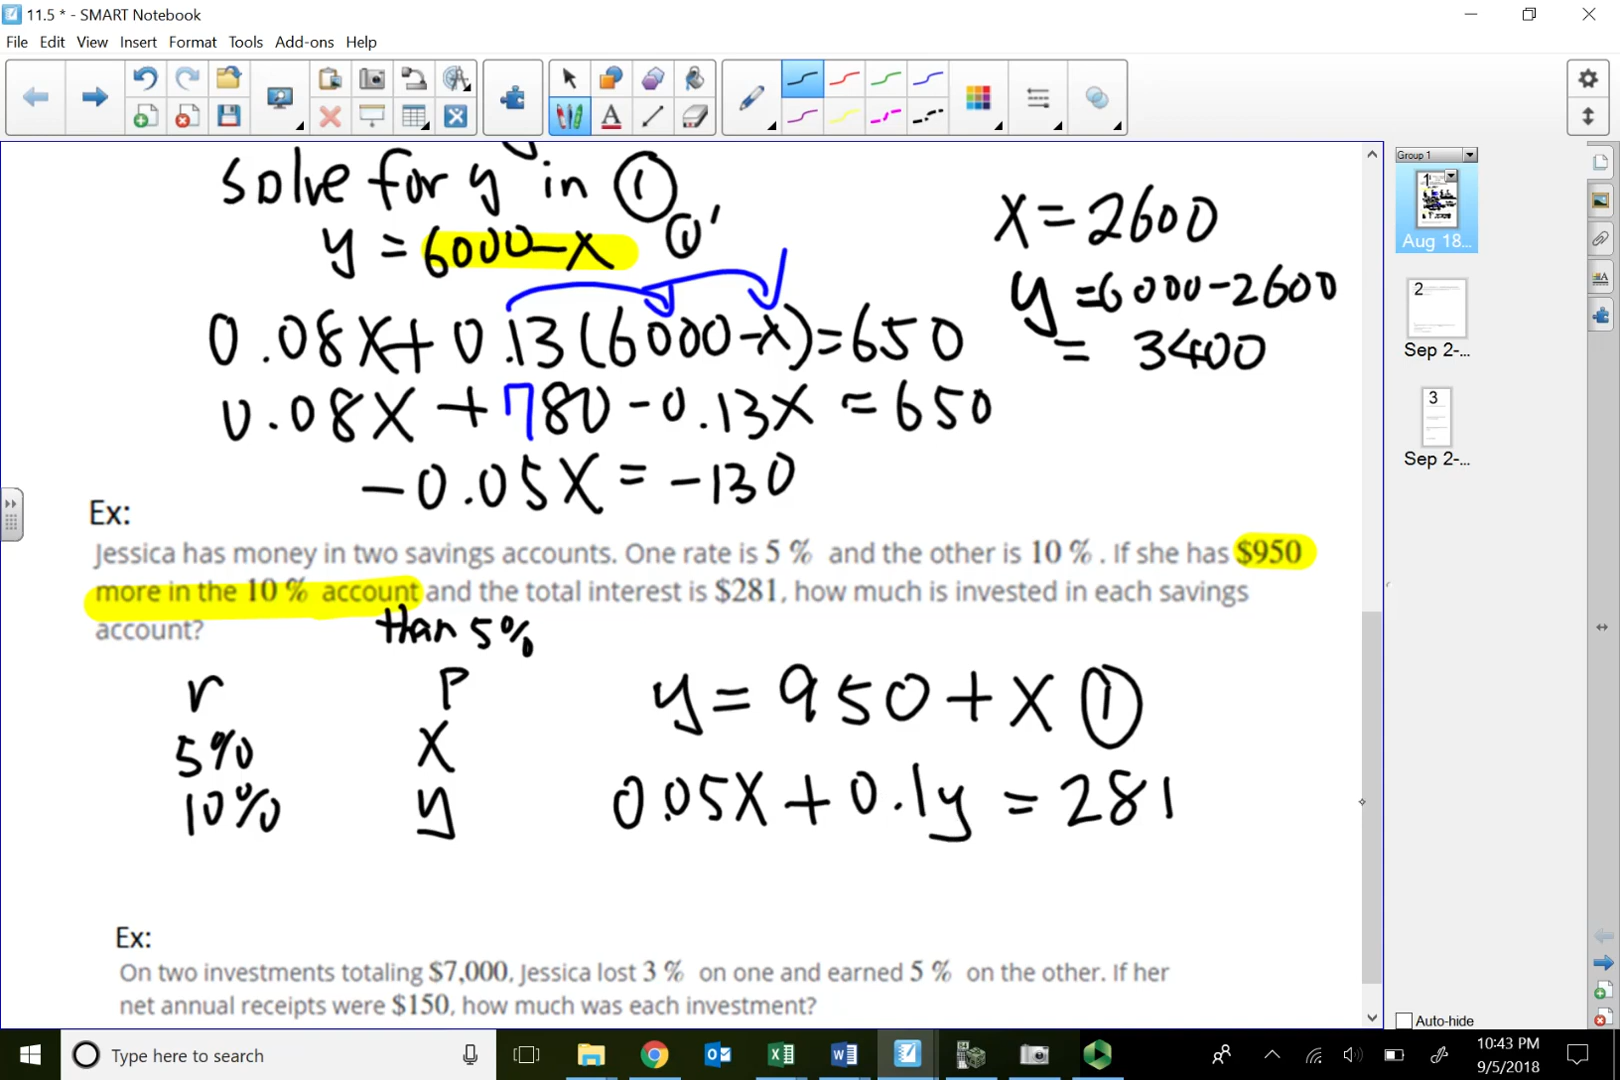 11.5 * - SMART Notebook
File Edit View Insert Format Tools Add-ons Help
solve for y in ①
y = 6000-x ①'
0.08x+0.13(6000-x)=650
0.08x+780-0.13x=650
-0.05x=-130
x=2600
y=6000-2600
= 3400
Ex:
Jessica has money in two savings accounts. One rate is 5 % and the other is 10 % . If she has $950
more in the 10 % account and the total interest is $281, how much is invested in each savings
account?
than 5%
r P
5% x
10% y
y = 950 + x ①
0.05x + 0.1y = 281
Ex:
On two investments totaling $7,000, Jessica lost 3 % on one and earned 5 % on the other. If her
net annual receipts were $150, how much was each investment?
Group 1
1
Aug 18...
2
Sep 2-...
3
Sep 2-...
Auto-hide
Type here to search
10:43 PM
9/5/2018